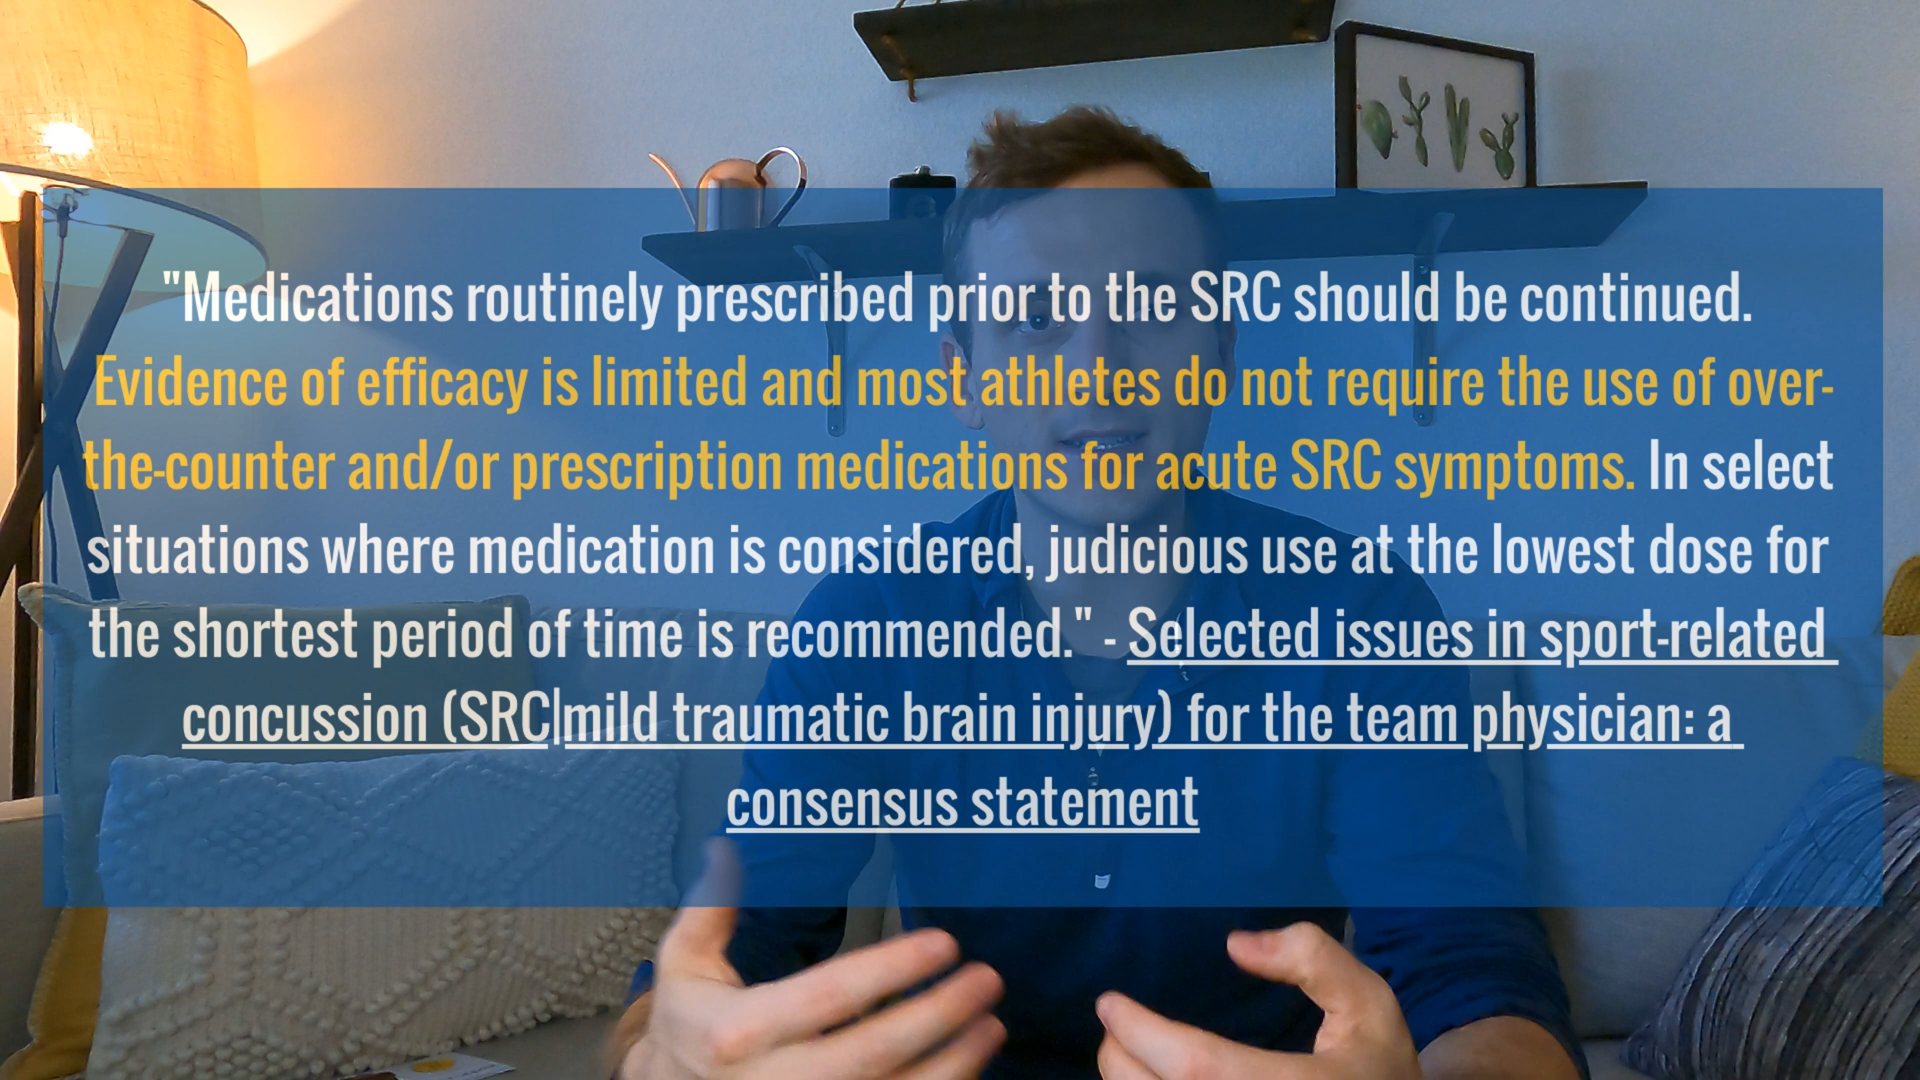 "Medications routinely prescribed prior to the SRC should be continued.
Evidence of efficacy is limited and most athletes do not require the use of over-
the-counter and/or prescription medications for acute SRC symptoms. In select
situations where medication is considered, judicious use at the lowest dose for
the shortest period of time is recommended." - Selected issues in sport-related
concussion (SRC|mild traumatic brain injury) for the team physician: a
consensus statement